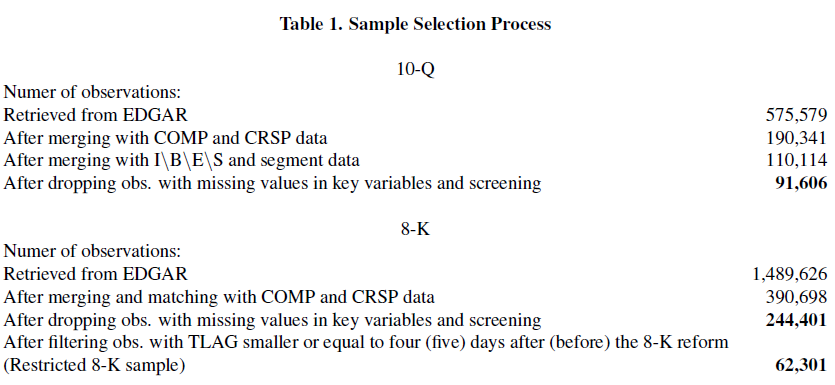 Table 1. Sample Selection Process
10-Q
Numer of observations:
Retrieved from EDGAR 575,579
After merging with COMP and CRSP data 190,341
After merging with I\B\E\S and segment data 110,114
After dropping obs. with missing values in key variables and screening 91,606
8-K
Numer of observations:
Retrieved from EDGAR 1,489,626
After merging and matching with COMP and CRSP data 390,698
After dropping obs. with missing values in key variables and screening 244,401
After filtering obs. with TLAG smaller or equal to four (five) days after (before) the 8-K reform
(Restricted 8-K sample) 62,301